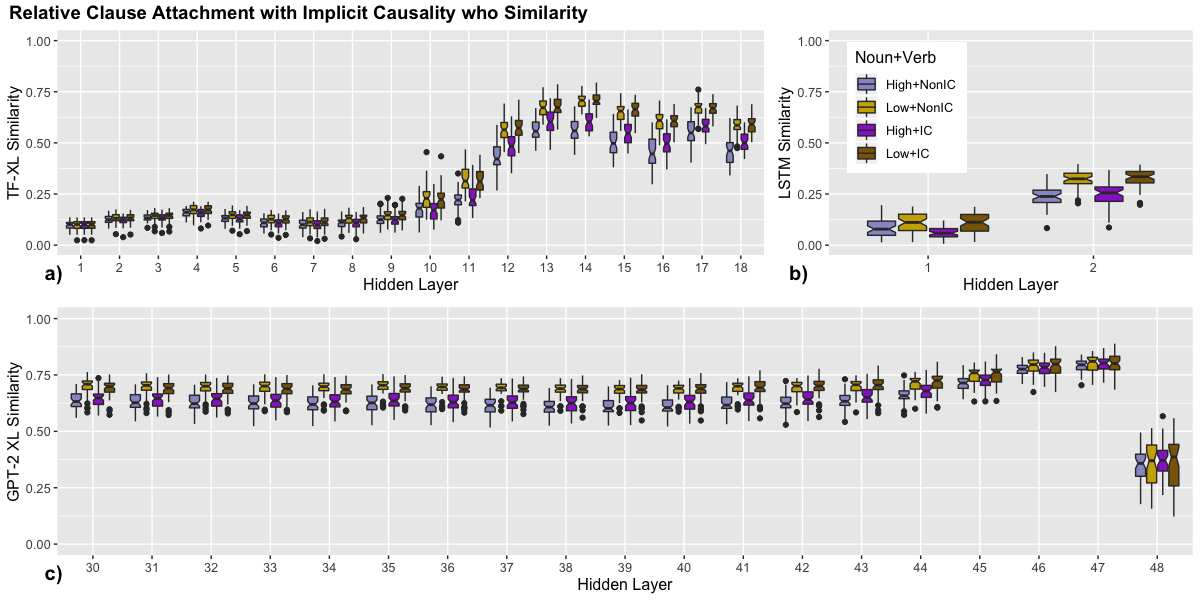 Relative Clause Attachment with Implicit Causality who Similarity
TF-XL Similarity
1.00
0.75
0.50
0.25
0.00
1 2 3 4 5 6 7 8 9 10 11 12 13 14 15 16 17 18
a)
Hidden Layer
LSTM Similarity
1.00
0.75
0.50
0.25
0.00
Noun+Verb
High+NonIC
Low+NonIC
High+IC
Low+IC
1 2
b)
Hidden Layer
GPT-2 XL Similarity
1.00
0.75
0.50
0.25
0.00
30 31 32 33 34 35 36 37 38 39 40 41 42 43 44 45 46 47 48
c)
Hidden Layer